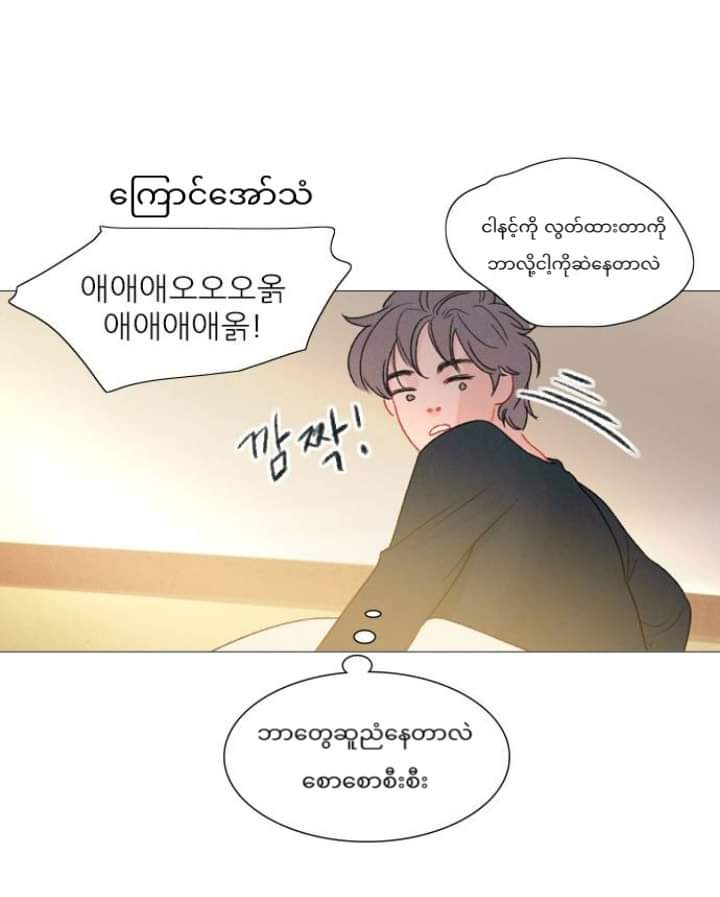 ကြောင်အော်သံ
애애애오오오옭
애애애애옭!
ငါနင့်ကို လွတ်ထားတာကို
ဘာလို့ငါ့ကိုဆဲနေတာလဲ
깜짝!
ဘာတွေဆူညံနေတာလဲ
စောစောစီးစီး